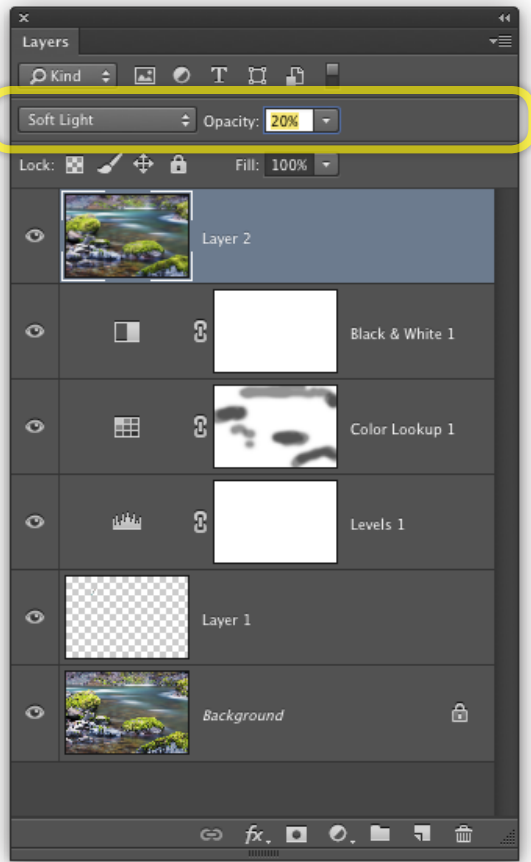 Layers
Kind
Soft Light Opacity: 20%
Lock: Fill: 100%
Layer 2
Black & White 1
Color Lookup 1
Levels 1
Layer 1
Background
fx